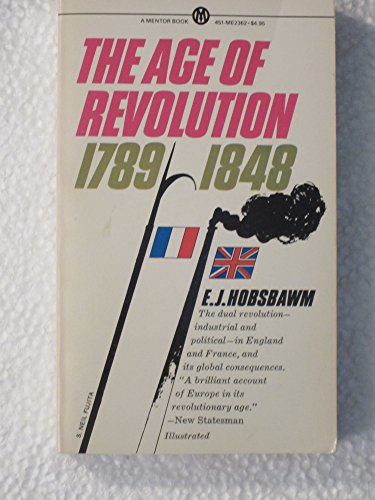 A MENTOR BOOK
M
451-ME2362 • $4.95
THE AGE OF
REVOLUTION
1789 1848
E.J. HOBSBAWM
The dual revolution—
industrial and
political—in England
and France, and
its global consequences.
"A brilliant account
of Europe in its
revolutionary age."
—New Statesman
Illustrated
S. NEIL FUJITA